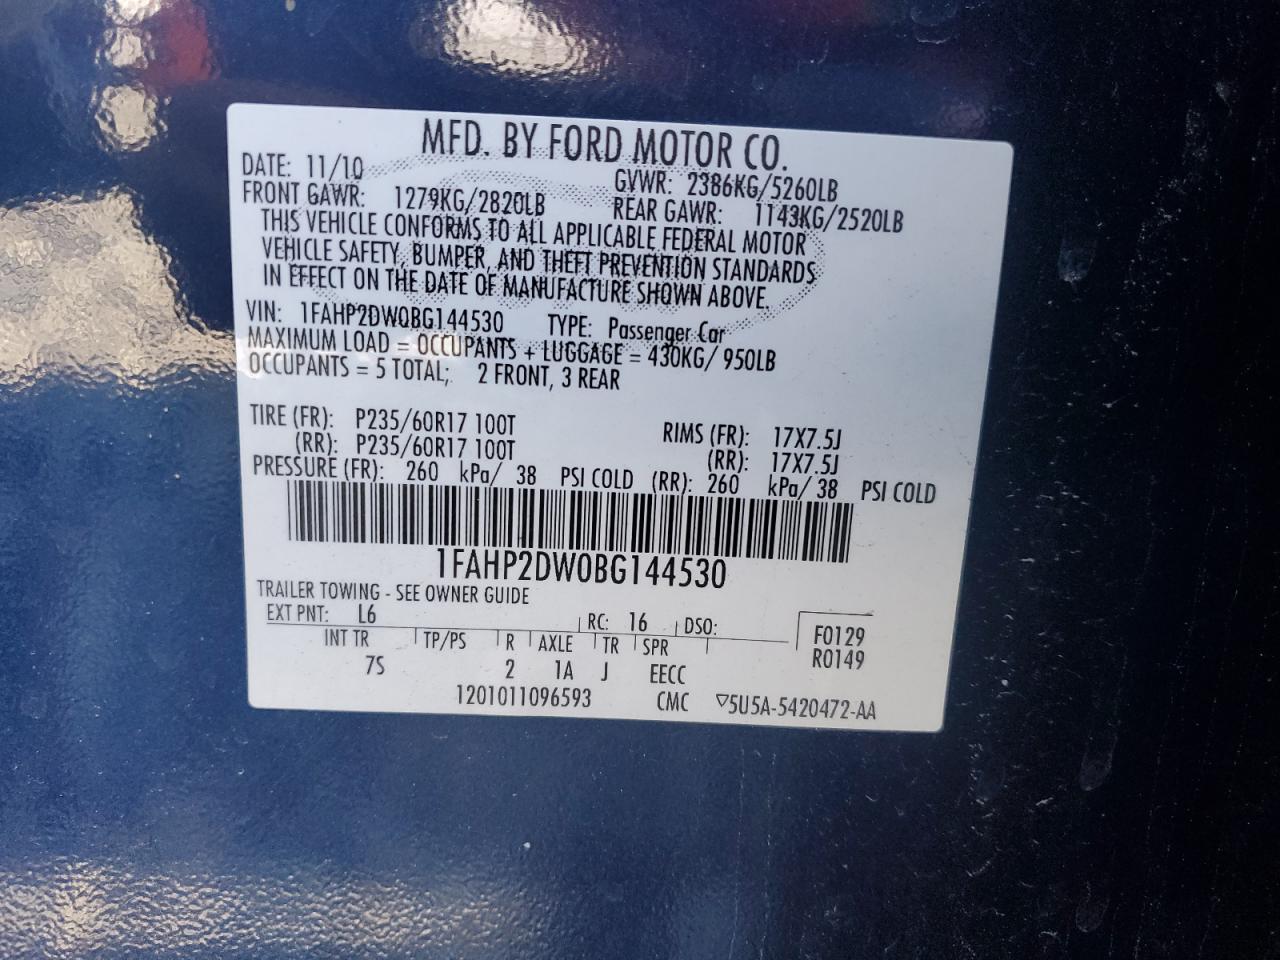 MFD. BY FORD MOTOR CO.
DATE: 11/10 GVWR: 2386KG/5260LB
FRONT GAWR: 1279KG/2820LB REAR GAWR: 1143KG/2520LB
THIS VEHICLE CONFORMS TO ALL APPLICABLE FEDERAL MOTOR
VEHICLE SAFETY, BUMPER, AND THEFT PREVENTION STANDARDS
IN EFFECT ON THE DATE OF MANUFACTURE SHOWN ABOVE.
VIN: 1FAHP2DW0BG144530 TYPE: Passenger Car
MAXIMUM LOAD = OCCUPANTS + LUGGAGE = 430KG/ 950LB
OCCUPANTS = 5 TOTAL; 2 FRONT, 3 REAR
TIRE (FR): P235/60R17 100T RIMS (FR): 17X7.5J
(RR): P235/60R17 100T (RR): 17X7.5J
PRESSURE (FR): 260 kPa/ 38 PSI COLD (RR): 260 kPa/ 38 PSI COLD
1FAHP2DW0BG144530
TRAILER TOWING - SEE OWNER GUIDE
EXT PNT: L6 RC: 16 DSO: F0129
INT TR TP/PS R AXLE TR SPR R0149
7S 2 1A J EECC
1201011096593 CMC ▽5U5A-5420472-AA